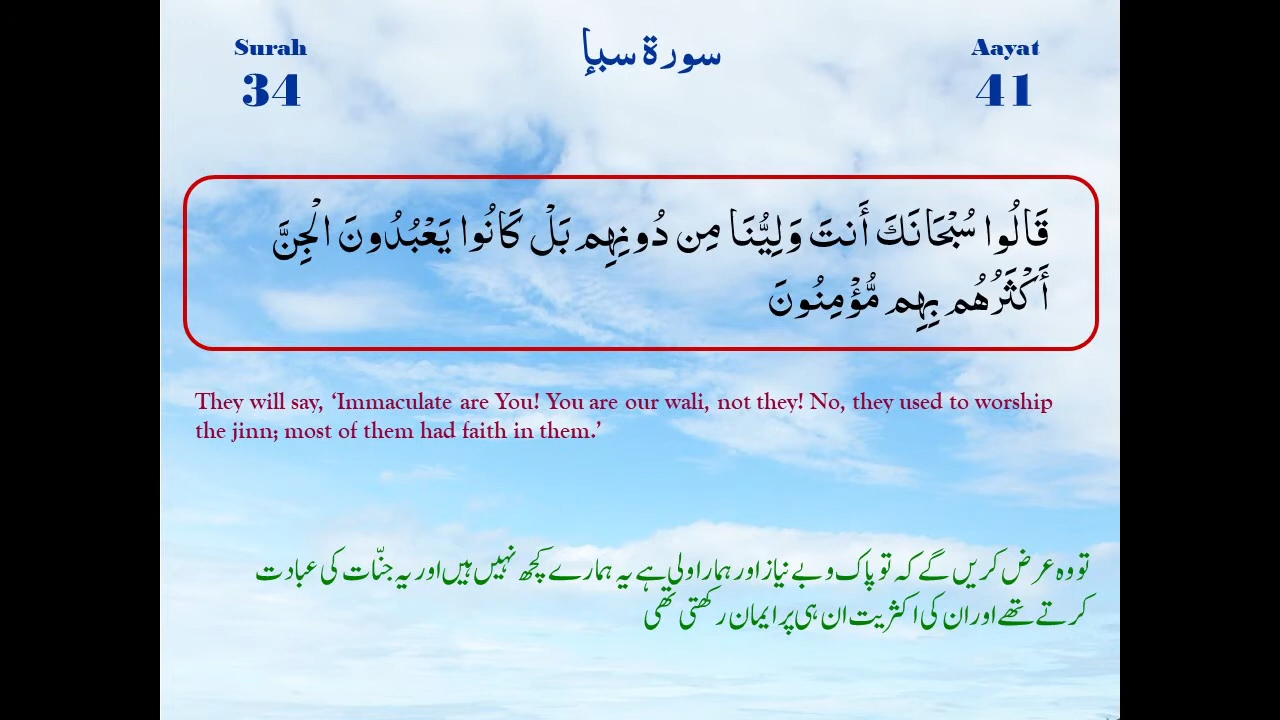 Surah
34
سورة سبإ
Aayat
41
قَالُوا سُبْحَانَكَ أَنتَ وَلِيُّنَا مِن دُونِهِم بَلْ كَانُوا يَعْبُدُونَ الْجِنَّ
أَكْثَرُهُم بِهِم مُّؤْمِنُونَ
They will say, ‘Immaculate are You! You are our wali, not they! No, they used to worship
the jinn; most of them had faith in them.’
تو وہ عرض کریں گے کہ تو پاک و بے نیاز اور ہمارا ولی ہے یہ ہمارے کچھ نہیں ہیں اور یہ جنّات کی عبادت
کرتے تھے اور ان کی اکثریت ان ہی پر ایمان رکھتی تھی